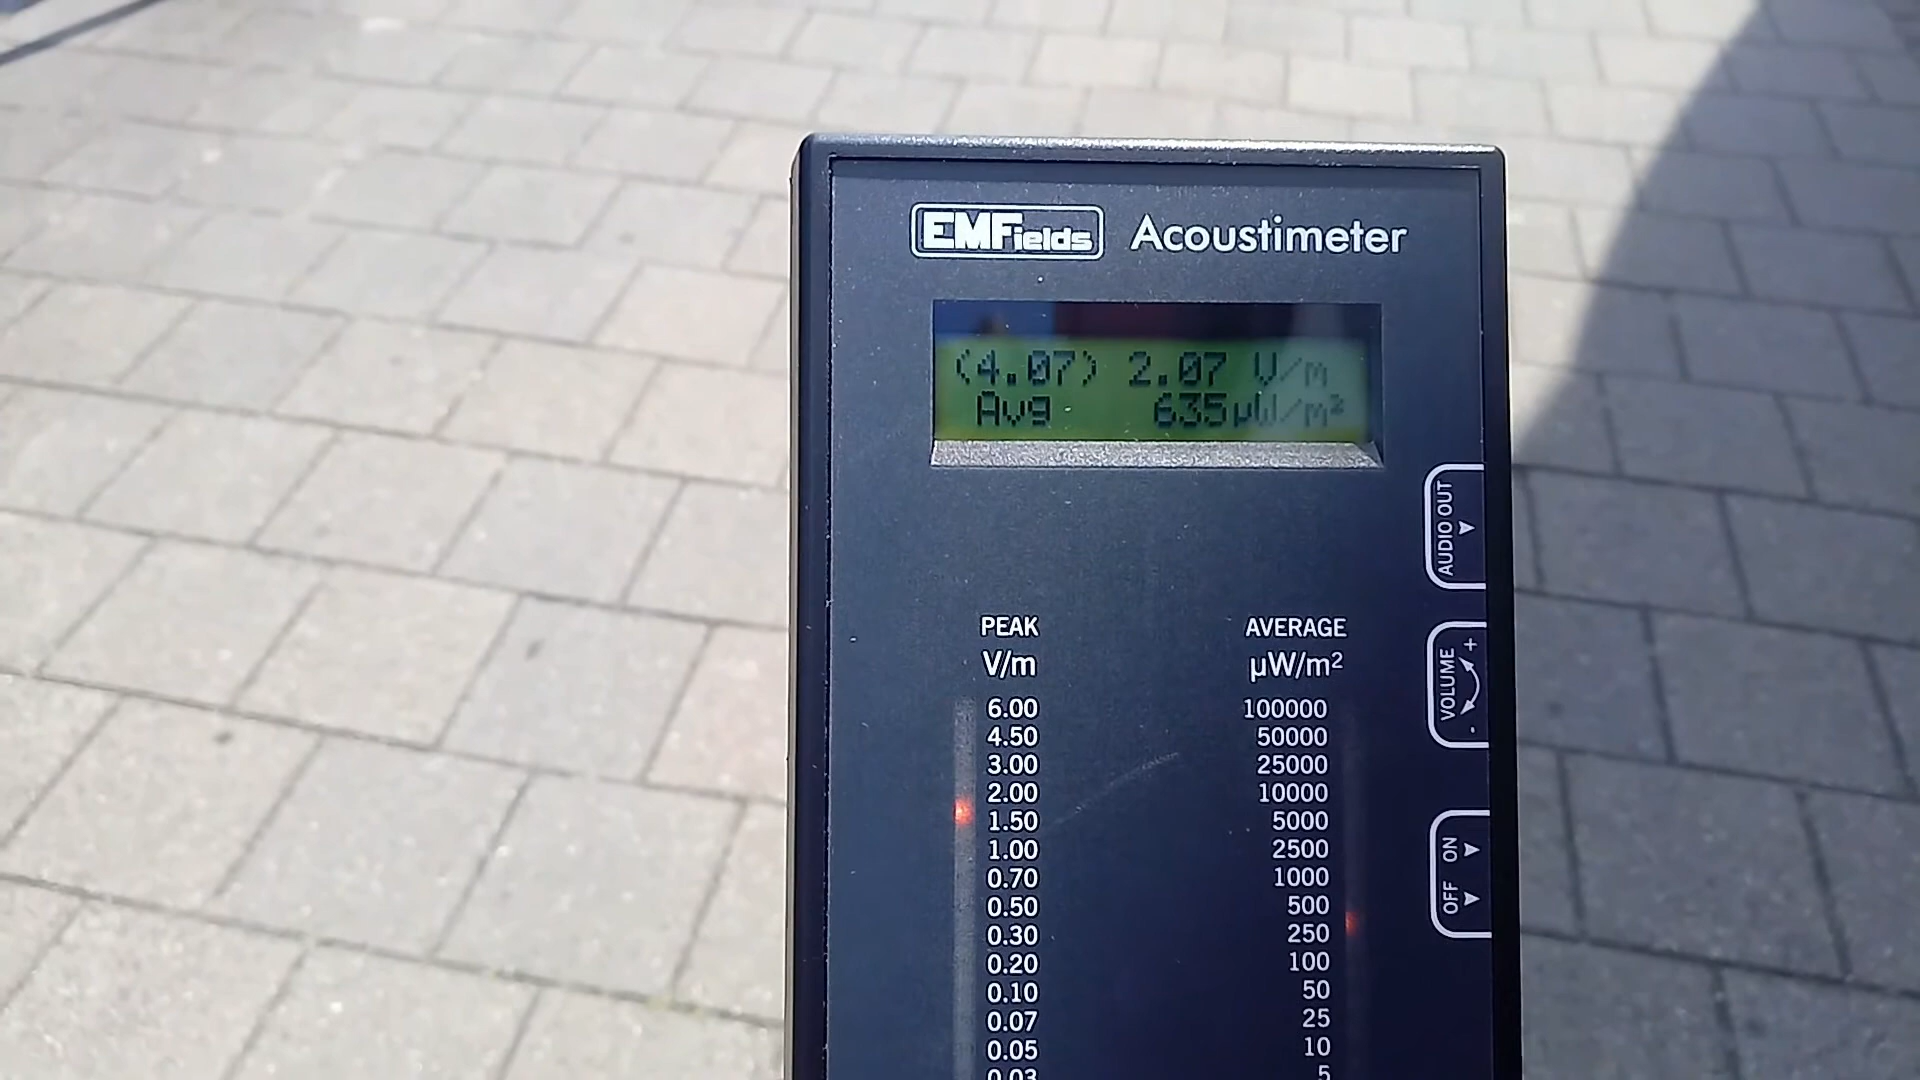 EMFields Acoustimeter
(4.07) 2.07 V/m
Avg 635µW/m²
AUDIO OUT
VOLUME - +
OFF ON
PEAK AVERAGE
V/m µW/m²
6.00 100000
4.50 50000
3.00 25000
2.00 10000
1.50 5000
1.00 2500
0.70 1000
0.50 500
0.30 250
0.20 100
0.10 50
0.07 25
0.05 10
0.03 5